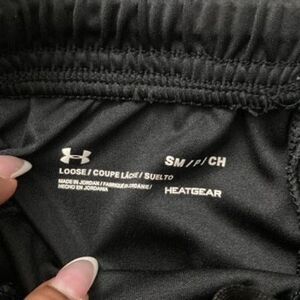 SM / P / CH
LOOSE / COUPE LÂCHE / SUELTO
MADE IN JORDAN / FABRIQUÉ EN JORDANIE /
HECHO EN JORDANIA
HEATGEAR